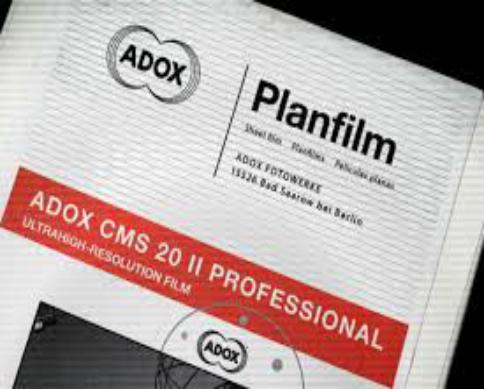 ADOX
Planfilm
Sheet film Planfilms Peliculas planas
ADOX FOTOWERKE
15526 Bad Saarow bei Berlin
ADOX CMS 20 II PROFESSIONAL
ULTRAHIGH-RESOLUTION FILM
ADOX